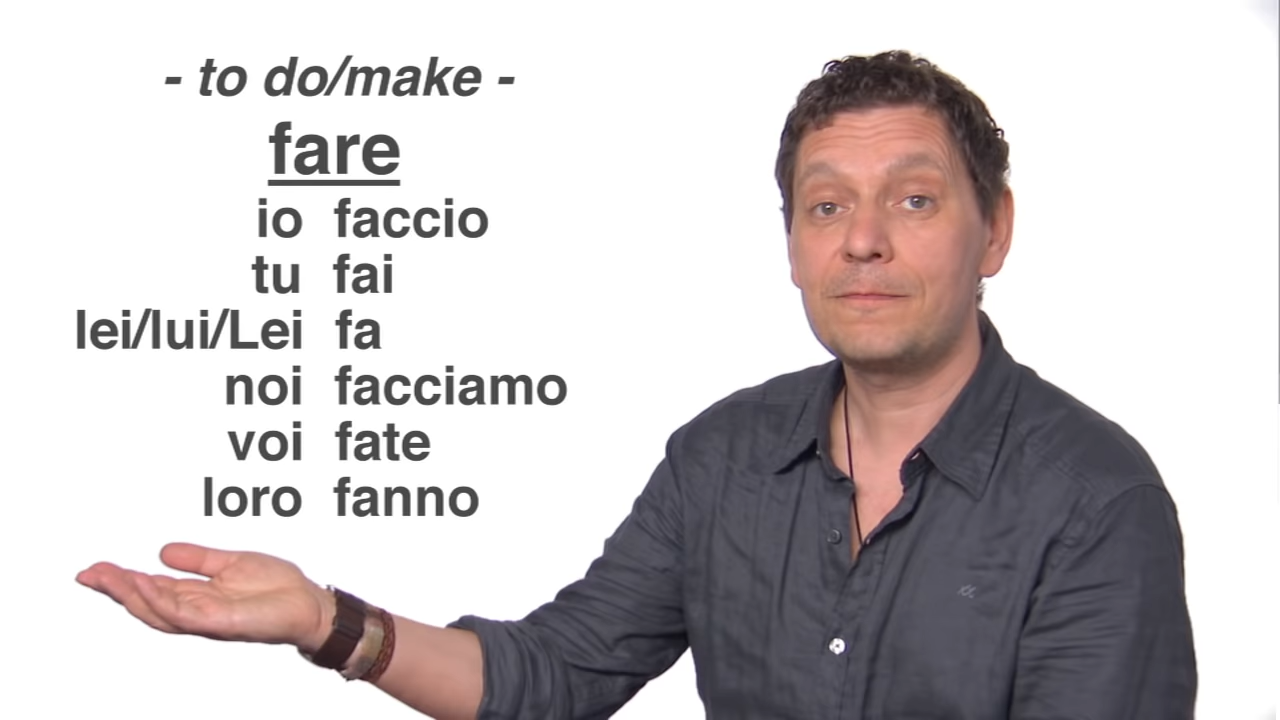 - to do/make -
fare
io faccio
tu fai
lei/lui/Lei fa
noi facciamo
voi fate
loro fanno